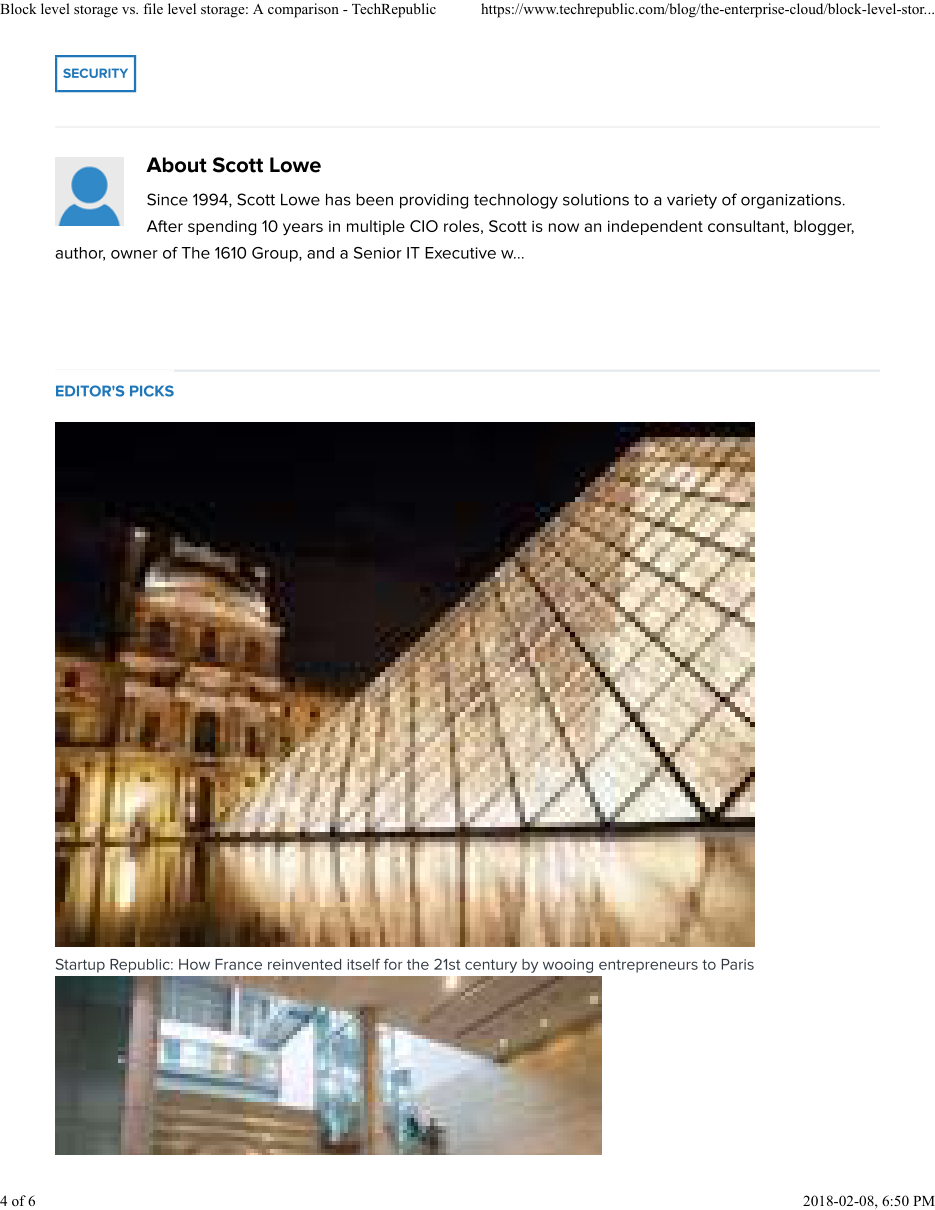 Block level storage vs. file level storage: A comparison - TechRepublic
https://www.techrepublic.com/blog/the-enterprise-cloud/block-level-stor...
SECURITY
About Scott Lowe
Since 1994, Scott Lowe has been providing technology solutions to a variety of organizations.
After spending 10 years in multiple CIO roles, Scott is now an independent consultant, blogger,
author, owner of The 1610 Group, and a Senior IT Executive w...
EDITOR'S PICKS
Startup Republic: How France reinvented itself for the 21st century by wooing entrepreneurs to Paris
4 of 6
2018-02-08, 6:50 PM